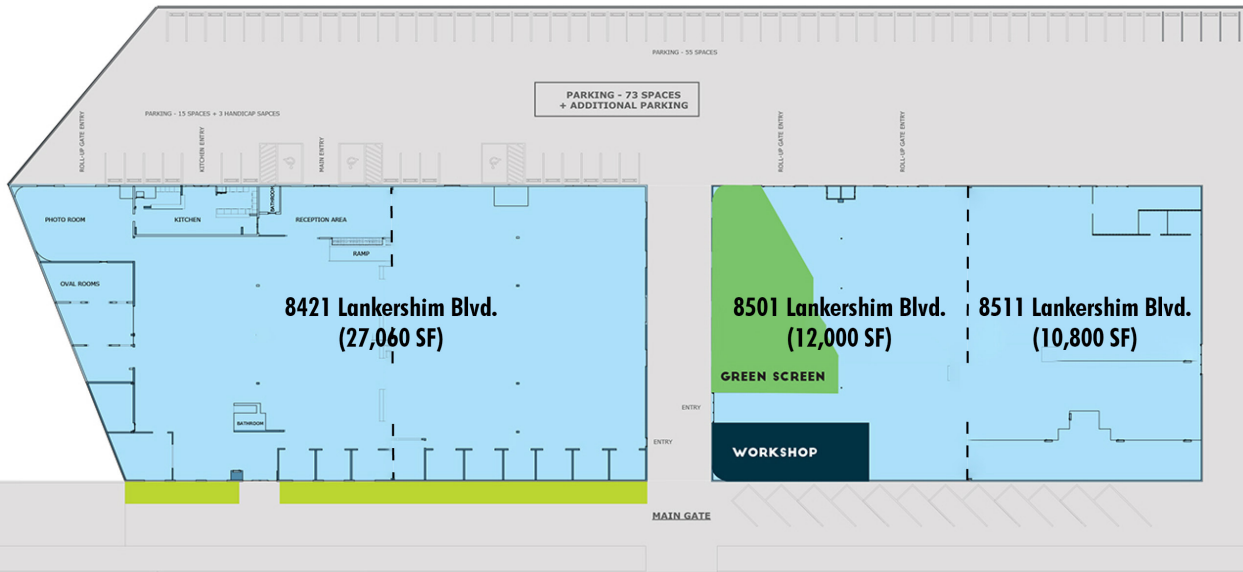 PARKING - 55 SPACES
PARKING - 73 SPACES
+ ADDITIONAL PARKING
PARKING - 15 SPACES + 3 HANDICAP SAPCES
ROLL-UP GATE ENTRY
KITCHEN ENTRY
MAIN ENTRY
ROLL-UP GATE ENTRY
ROLL-UP GATE ENTRY
PHOTO ROOM
KITCHEN
BATHROOM
RECEPTION AREA
RAMP
OVAL ROOMS
8421 Lankershim Blvd.
(27,060 SF)
8501 Lankershim Blvd.
(12,000 SF)
8511 Lankershim Blvd.
(10,800 SF)
GREEN SCREEN
ENTRY
BATHROOM
ENTRY
WORKSHOP
MAIN GATE